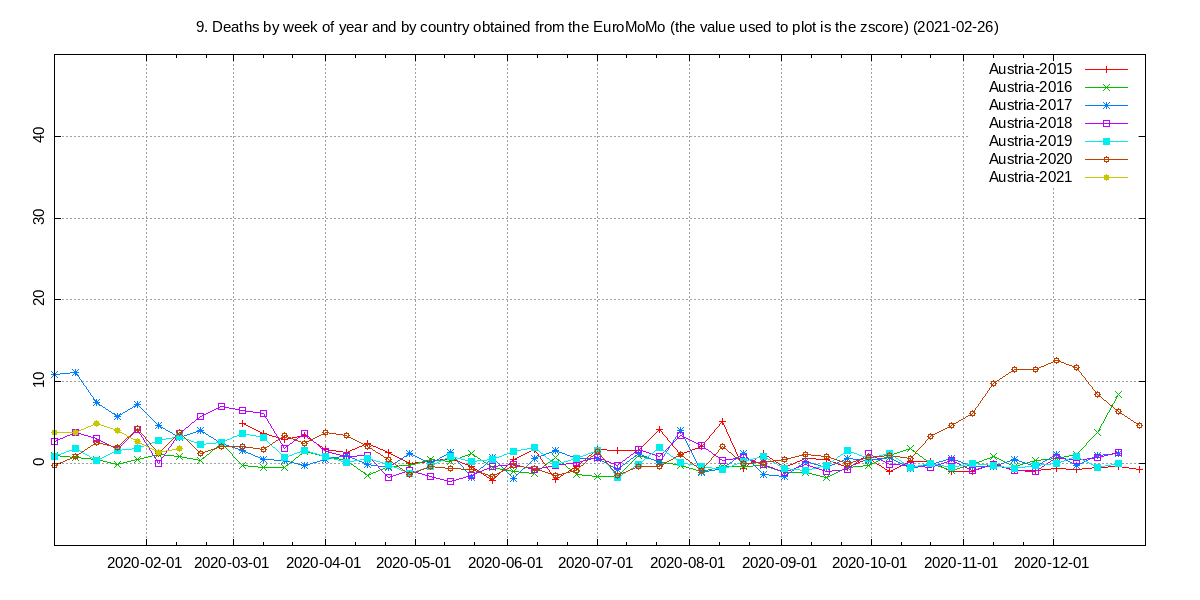 9. Deaths by week of year and by country obtained from the EuroMoMo (the value used to plot is the zscore) (2021-02-26)
Austria-2015
Austria-2016
Austria-2017
Austria-2018
Austria-2019
Austria-2020
Austria-2021
40
30
20
10
0
2020-02-01 2020-03-01 2020-04-01 2020-05-01 2020-06-01 2020-07-01 2020-08-01 2020-09-01 2020-10-01 2020-11-01 2020-12-01